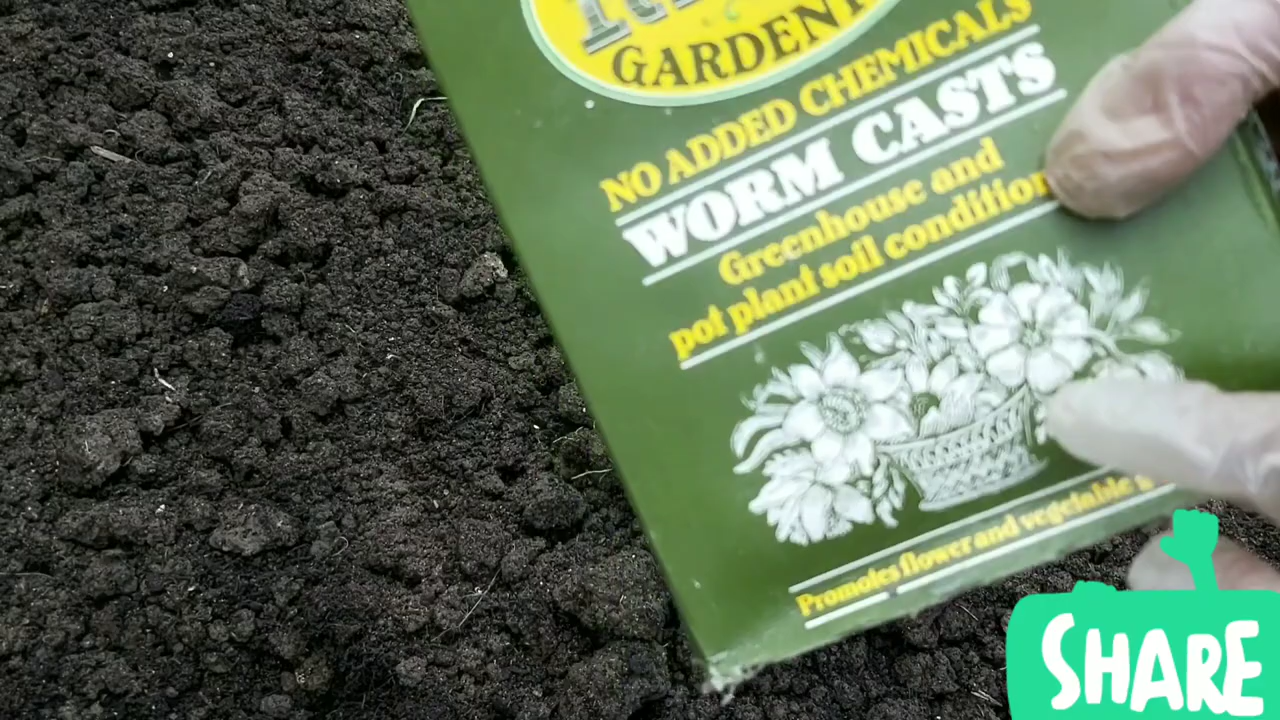 GARDEN
NO ADDED CHEMICALS
WORM CASTS
Greenhouse and
pot plant soil condition
Promotes flower and vegetable
SHARE